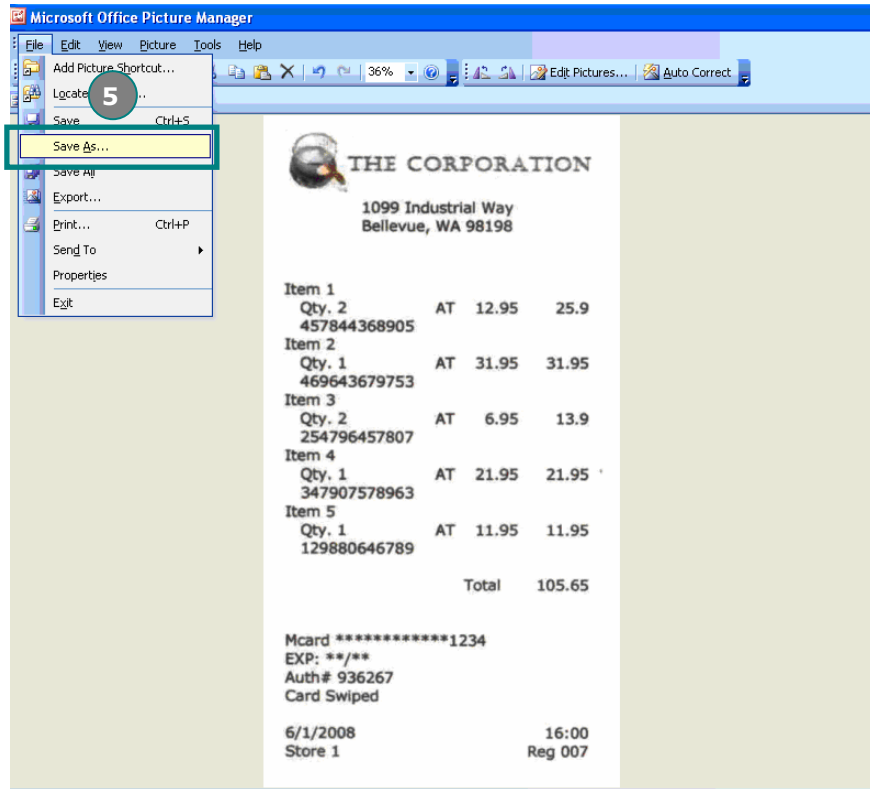 Microsoft Office Picture Manager
File Edit View Picture Tools Help
36% Edit Pictures... Auto Correct
Add Picture Shortcut...
Locate ..
5
Save Ctrl+S
Save As...
Save All
Export...
Print... Ctrl+P
Send To
Properties
Exit
THE CORPORATION
1099 Industrial Way
Bellevue, WA 98198
Item 1
Qty. 2 AT 12.95 25.9
457844368905
Item 2
Qty. 1 AT 31.95 31.95
469643679753
Item 3
Qty. 2 AT 6.95 13.9
254796457807
Item 4
Qty. 1 AT 21.95 21.95
347907578963
Item 5
Qty. 1 AT 11.95 11.95
129880646789
Total 105.65
Mcard ************1234
EXP: **/**
Auth# 936267
Card Swiped
6/1/2008 16:00
Store 1 Reg 007